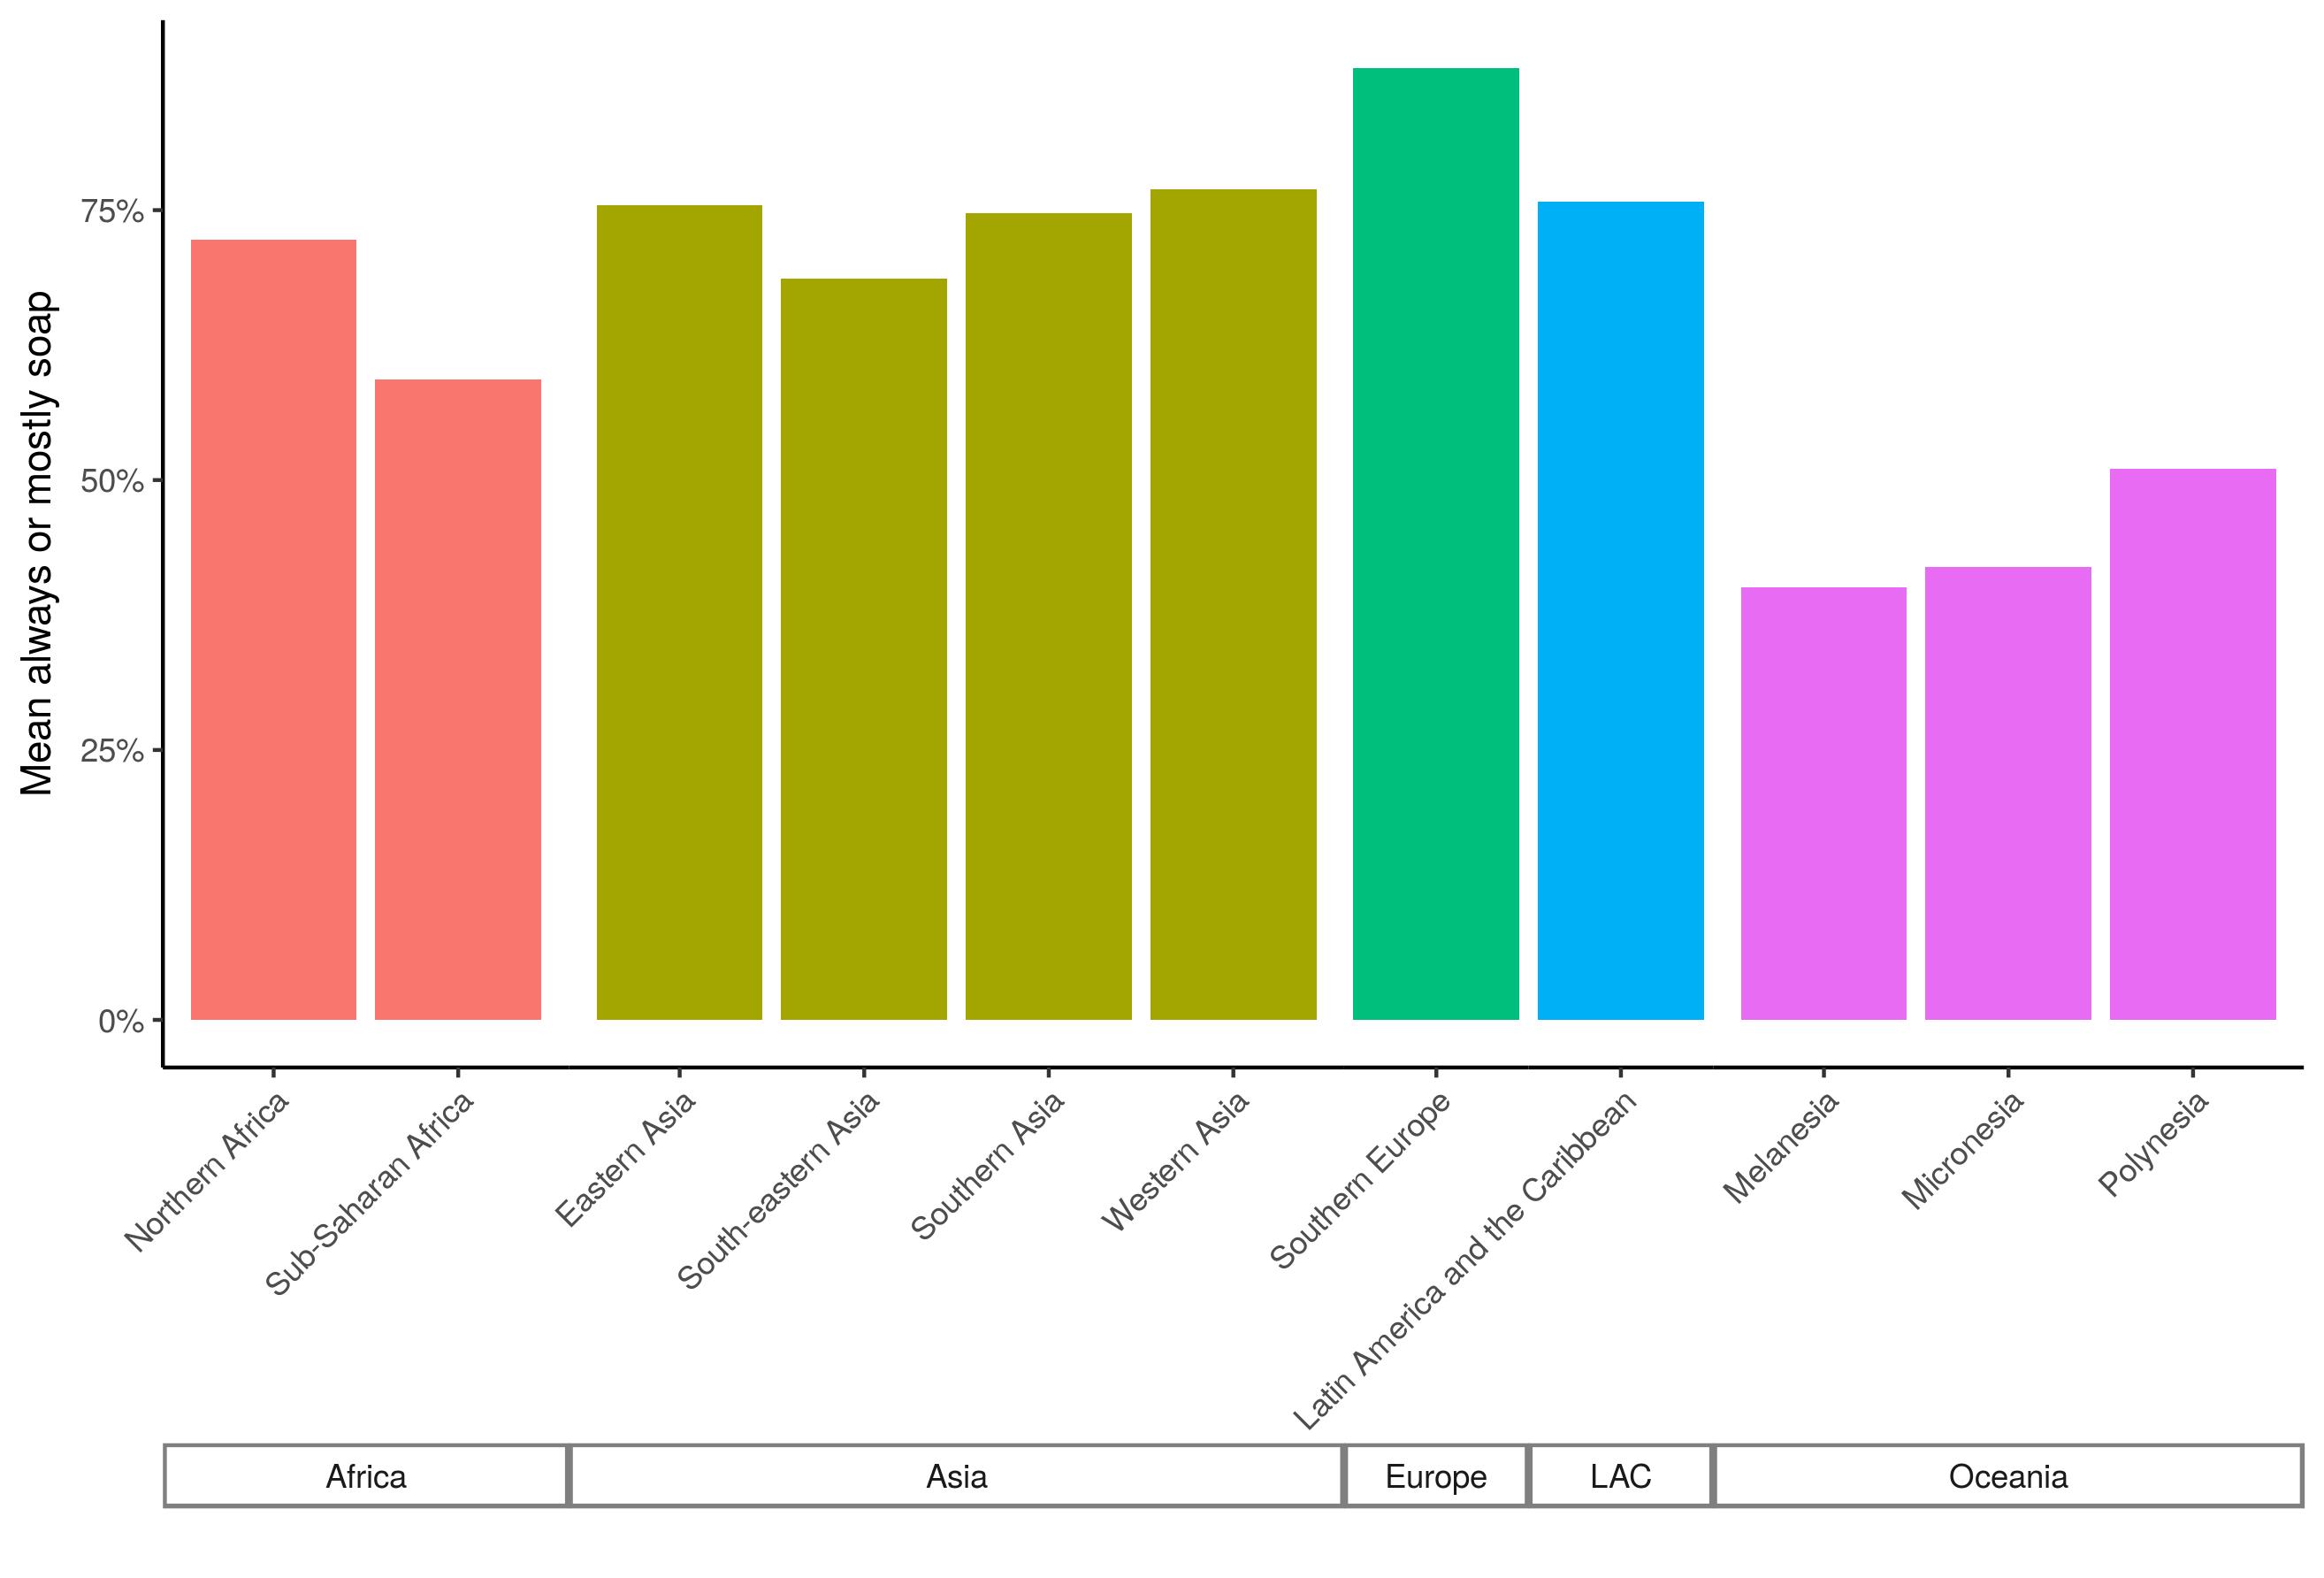 Mean always or mostly soap
75%
50%
25%
0%
Northern Africa
Sub-Saharan Africa
Eastern Asia
South-eastern Asia
Southern Asia
Western Asia
Southern Europe
Latin America and the Caribbean
Melanesia
Micronesia
Polynesia
Africa
Asia
Europe
LAC
Oceania